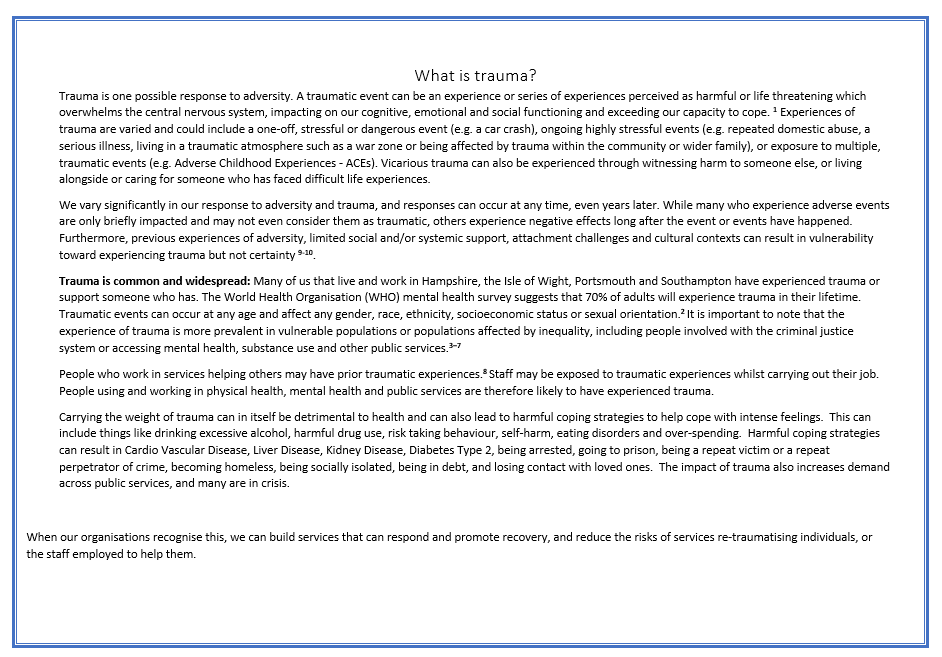 What is trauma?
Trauma is one possible response to adversity. A traumatic event can be an experience or series of experiences perceived as harmful or life threatening which
overwhelms the central nervous system, impacting on our cognitive, emotional and social functioning and exceeding our capacity to cope. ¹ Experiences of
trauma are varied and could include a one-off, stressful or dangerous event (e.g. a car crash), ongoing highly stressful events (e.g. repeated domestic abuse, a
serious illness, living in a traumatic atmosphere such as a war zone or being affected by trauma within the community or wider family), or exposure to multiple,
traumatic events (e.g. Adverse Childhood Experiences - ACEs). Vicarious trauma can also be experienced through witnessing harm to someone else, or living
alongside or caring for someone who has faced difficult life experiences.
We vary significantly in our response to adversity and trauma, and responses can occur at any time, even years later. While many who experience adverse events
are only briefly impacted and may not even consider them as traumatic, others experience negative effects long after the event or events have happened.
Furthermore, previous experiences of adversity, limited social and/or systemic support, attachment challenges and cultural contexts can result in vulnerability
toward experiencing trauma but not certainty ⁹⁻¹⁰.
Trauma is common and widespread: Many of us that live and work in Hampshire, the Isle of Wight, Portsmouth and Southampton have experienced trauma or
support someone who has. The World Health Organisation (WHO) mental health survey suggests that 70% of adults will experience trauma in their lifetime.
Traumatic events can occur at any age and affect any gender, race, ethnicity, socioeconomic status or sexual orientation.² It is important to note that the
experience of trauma is more prevalent in vulnerable populations or populations affected by inequality, including people involved with the criminal justice
system or accessing mental health, substance use and other public services.³⁻⁷
People who work in services helping others may have prior traumatic experiences.⁸ Staff may be exposed to traumatic experiences whilst carrying out their job.
People using and working in physical health, mental health and public services are therefore likely to have experienced trauma.
Carrying the weight of trauma can in itself be detrimental to health and can also lead to harmful coping strategies to help cope with intense feelings.  This can
include things like drinking excessive alcohol, harmful drug use, risk taking behaviour, self-harm, eating disorders and over-spending.  Harmful coping strategies
can result in Cardio Vascular Disease, Liver Disease, Kidney Disease, Diabetes Type 2, being arrested, going to prison, being a repeat victim or a repeat
perpetrator of crime, becoming homeless, being socially isolated, being in debt, and losing contact with loved ones.  The impact of trauma also increases demand
across public services, and many are in crisis.
When our organisations recognise this, we can build services that can respond and promote recovery, and reduce the risks of services re-traumatising individuals, or
the staff employed to help them.